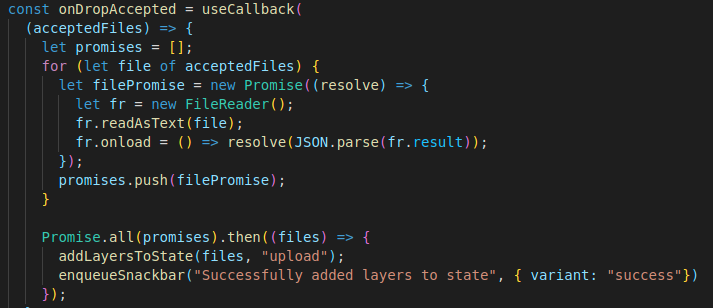 const onDropAccepted = useCallback(
  (acceptedFiles) => {
    let promises = [];
    for (let file of acceptedFiles) {
      let filePromise = new Promise((resolve) => {
        let fr = new FileReader();
        fr.readAsText(file);
        fr.onload = () => resolve(JSON.parse(fr.result));
      });
      promises.push(filePromise);
    }

    Promise.all(promises).then((files) => {
      addLayersToState(files, "upload");
      enqueueSnackbar("Successfully added layers to state", { variant: "success"})
    });